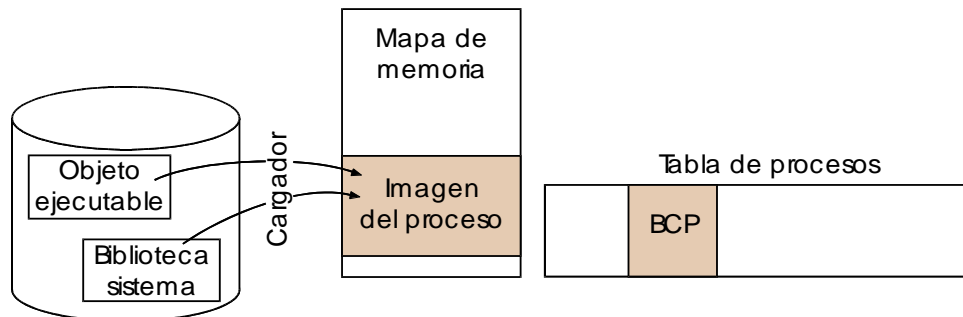 Mapa de
memoria
Objeto
ejecutable
Biblioteca
sistema
Cargador
Imagen
del proceso
Tabla de procesos
BCP